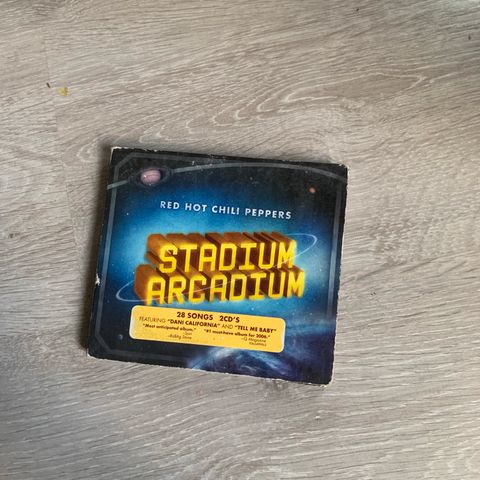 RED HOT CHILI PEPPERS
STADIUM
ARCADIUM
28 SONGS 2CD'S
FEATURING "DANI CALIFORNIA" AND "TELL ME BABY"
"Most anticipated album." "#1 must-have album for 2006."